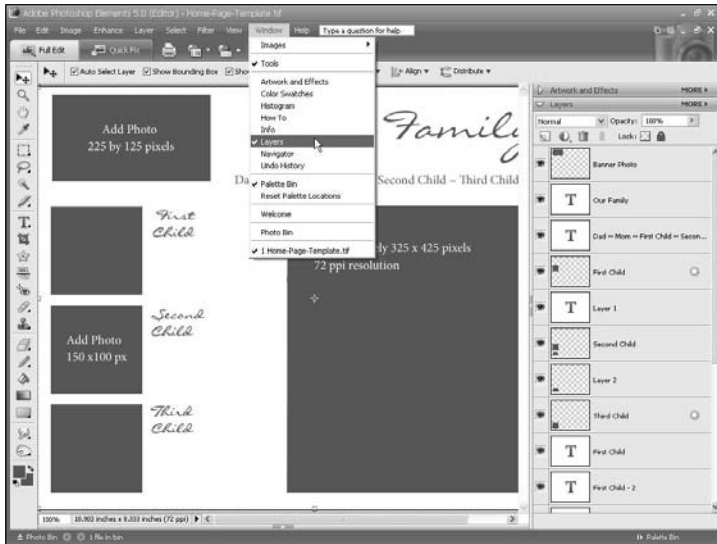 Adobe Photoshop Elements 5.0 (Editor) - Home-Page-Template.tif
File Edit Image Enhance Layer Select Filter View Window Help Type a question for help
Full Edit Quick Fix
Auto Select Layer Show Bounding Box Align Distribute
Images
Tools
Artwork and Effects
Color Swatches
Histogram
How To
Info
Layers
Navigator
Undo History
Palette Bin
Reset Palette Locations
Welcome
Photo Bin
1 Home-Page-Template.tif
Add Photo
225 by 125 pixels
Family
Second Child ~ Third Child
First
Child
325 x 425 pixels
72 ppi resolution
Second
Child
Add Photo
150 x100 px
Third
Child
Artwork and Effects MORE
Layers MORE
Normal Opacity: 100%
Lock:
Banner Photo
T Our Family
T Dad ~ Mom ~ First Child ~ Secon...
First Child
T Layer 1
Second Child
Layer 2
Third Child
T First Child
T First Child - 2
100% 10.903 inches x 8.333 inches (72 ppi)
Photo Bin 1 File in bin Palette Bin